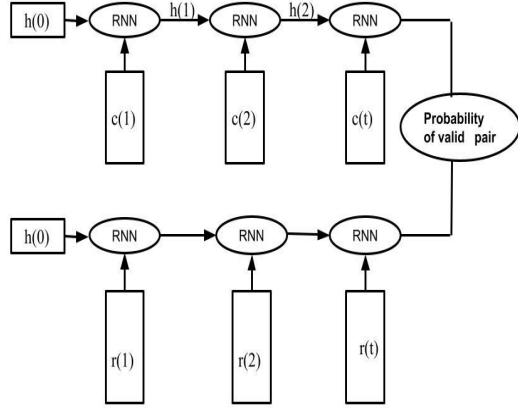 h(0)
RNN
h(1)
RNN
h(2)
RNN
c(1)
c(2)
c(t)
Probability
of valid pair
h(0)
RNN
RNN
RNN
r(1)
r(2)
r(t)